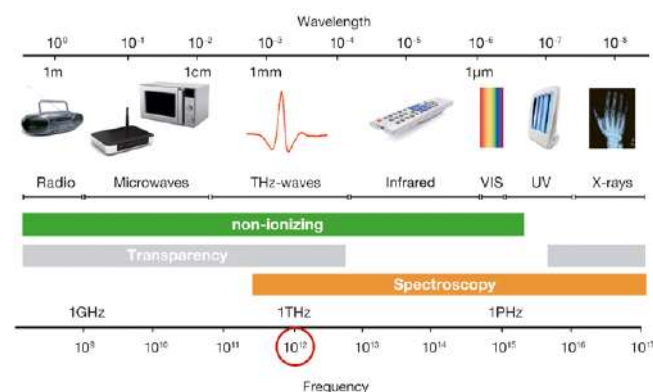 Wavelength
10⁰ 10⁻¹ 10⁻² 10⁻³ 10⁻⁴ 10⁻⁵ 10⁻⁶ 10⁻⁷ 10⁻⁸
1m 1cm 1mm 1μm
Radio Microwaves THz-waves Infrared VIS UV X-rays
non-ionizing
Transparency
Spectroscopy
1GHz 1THz 1PHz
10⁹ 10¹⁰ 10¹¹ 10¹² 10¹³ 10¹⁴ 10¹⁵ 10¹⁶ 10¹⁷
Frequency